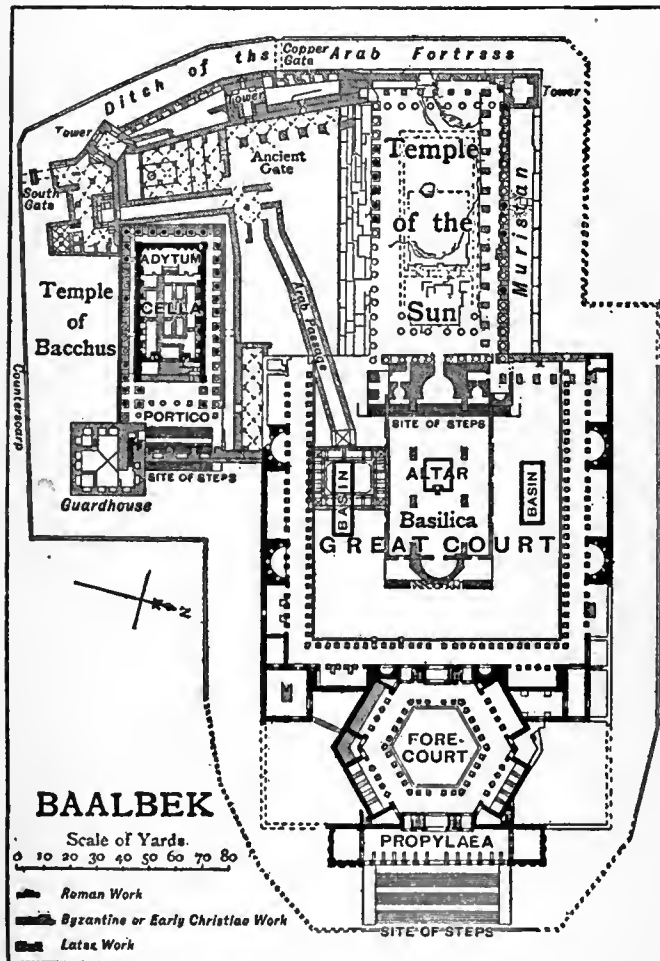 Ditch of the Arab Fortress
Copper
Gate
Tower
Tower
Tower
South
Gate
Ancient
Gate
Temple
of the
Sun
Muristan
Temple
of
Bacchus
ADYTUM
CELLA
PORTICO
Arab Passage
Counterscarp
Guardhouse
SITE OF STEPS
SITE OF STEPS
BASIN
ALTAR
BASIN
Basilica
GREAT COURT
N
FORE-
COURT
PROPYLAEA
SITE OF STEPS
BAALBEK
Scale of Yards.
0 10 20 30 40 50 60 70 80
Roman Work
Byzantine or Early Christian Work
Later Work